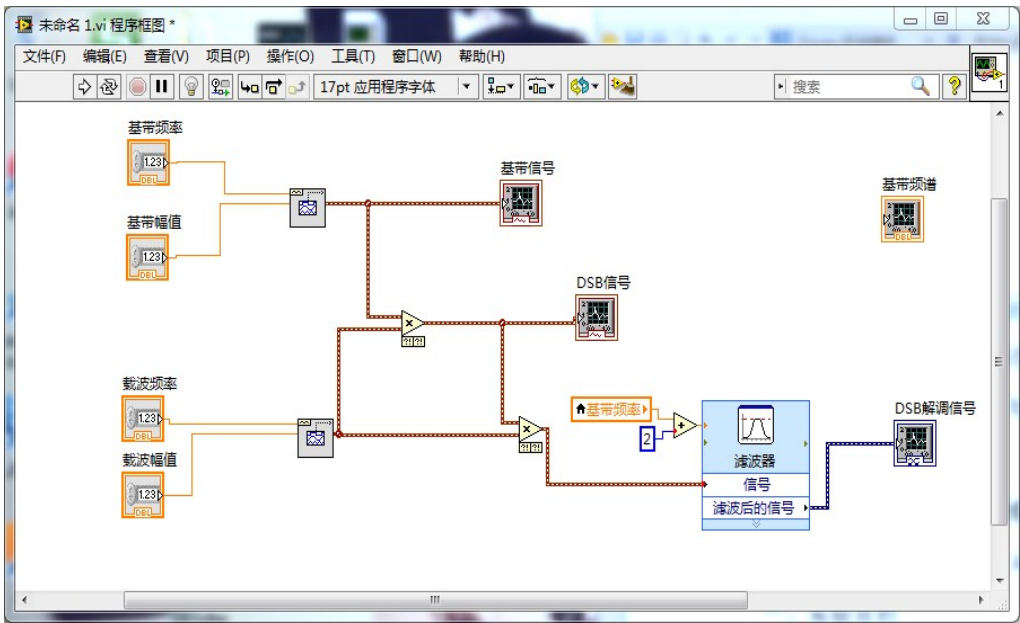 未命名 1.vi 程序框图 *
文件(F) 编辑(E) 查看(V) 项目(P) 操作(O) 工具(T) 窗口(W) 帮助(H)
17pt 应用程序字体
搜索
1
基带频率
1.23
DBL
基带信号
基带频谱
DBL
基带幅值
1.23
DBL
DSB信号
?! ?!
载波频率
1.23
DBL
基带频率
2
DSB解调信号
?! ?!
滤波器
载波幅值
1.23
DBL
信号
滤波后的信号